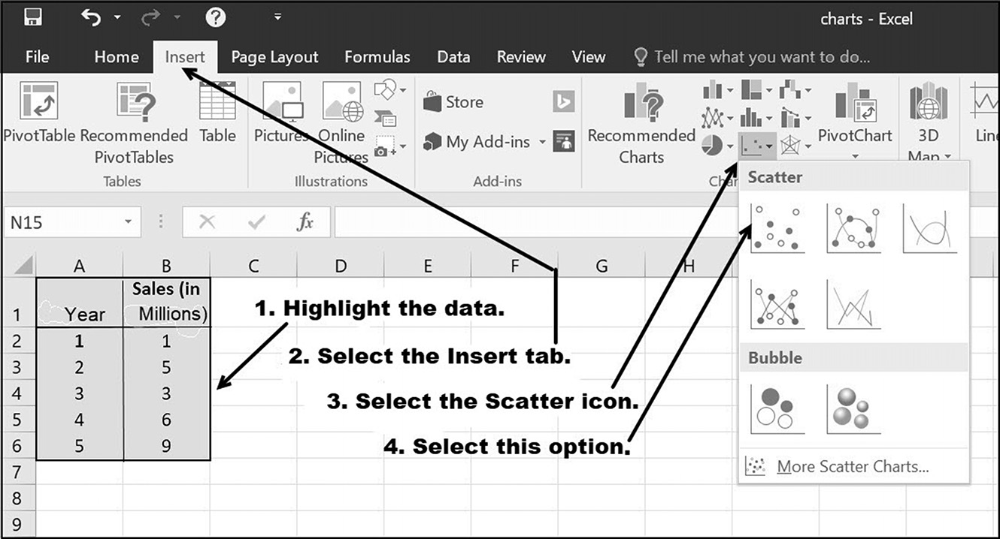 charts - Excel
File Home Insert Page Layout Formulas Data Review View Tell me what you want to do...
PivotTable Recommended PivotTables Table
Pictures Online Pictures
Store
My Add-ins
Recommended Charts
PivotChart
3D Map
Line
Tables Illustrations Add-ins
Scatter
N15 fx
A B C D E F G H
1 Year Sales (in Millions)
2 1 1
3 2 5
4 3 3
5 4 6
6 5 9
7
8
9
1. Highlight the data.
2. Select the Insert tab.
3. Select the Scatter icon.
4. Select this option.
Bubble
More Scatter Charts...